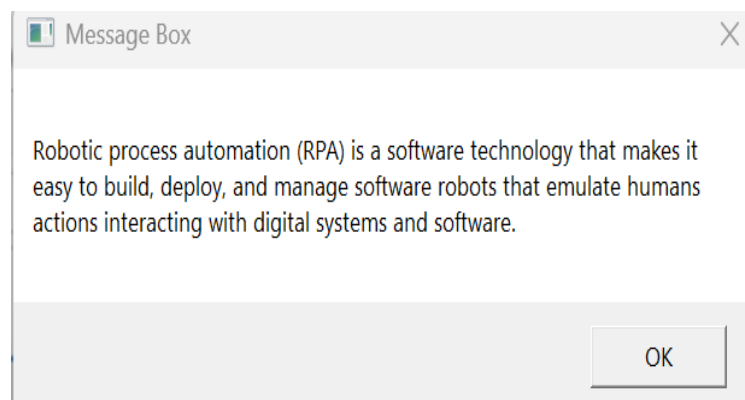 Message Box
Robotic process automation (RPA) is a software technology that makes it
easy to build, deploy, and manage software robots that emulate humans
actions interacting with digital systems and software.
OK